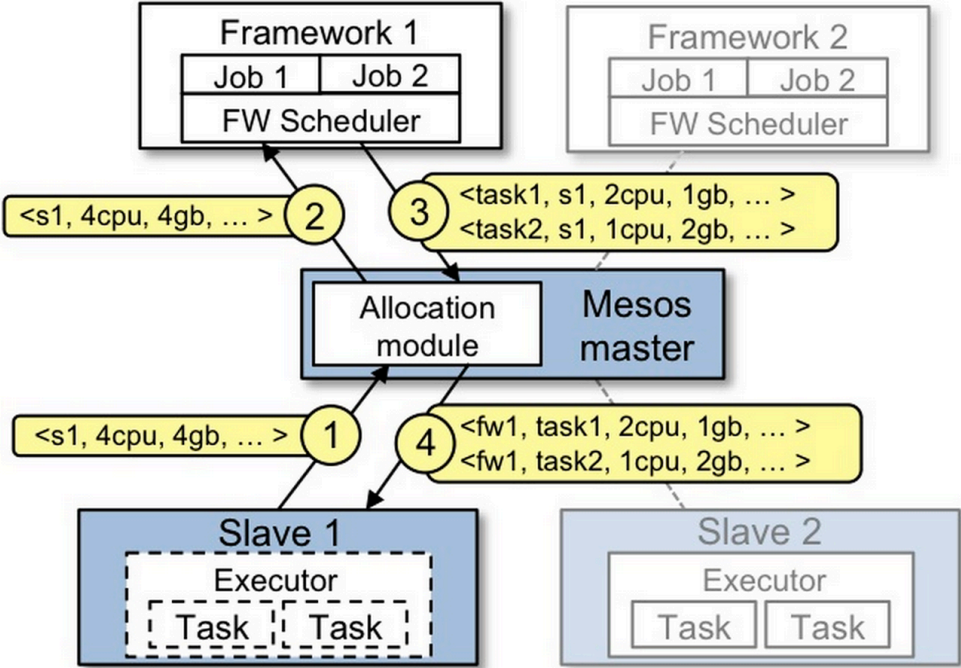 Framework 1
Job 1 Job 2
FW Scheduler
Framework 2
Job 1 Job 2
FW Scheduler
<s1, 4cpu, 4gb, … >
2
3
<task1, s1, 2cpu, 1gb, … >
<task2, s1, 1cpu, 2gb, … >
Allocation
module
Mesos
master
<s1, 4cpu, 4gb, … >
1
4
<fw1, task1, 2cpu, 1gb, … >
<fw1, task2, 1cpu, 2gb, … >
Slave 1
Executor
Task Task
Slave 2
Executor
Task Task